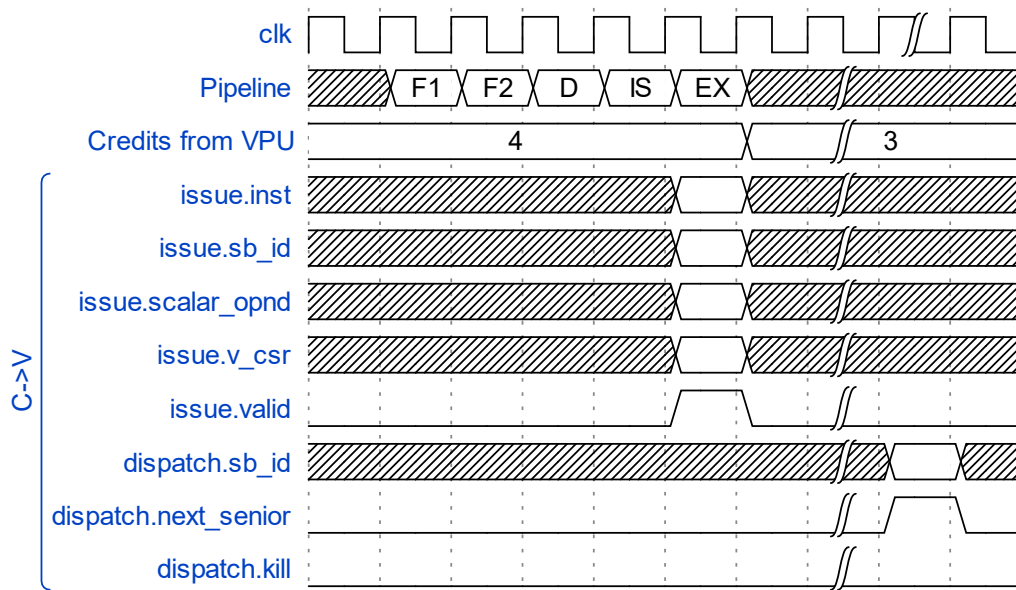 clk
Pipeline F1 F2 D IS EX
Credits from VPU 4 3
C->V
issue.inst
issue.sb_id
issue.scalar_opnd
issue.v_csr
issue.valid
dispatch.sb_id
dispatch.next_senior
dispatch.kill